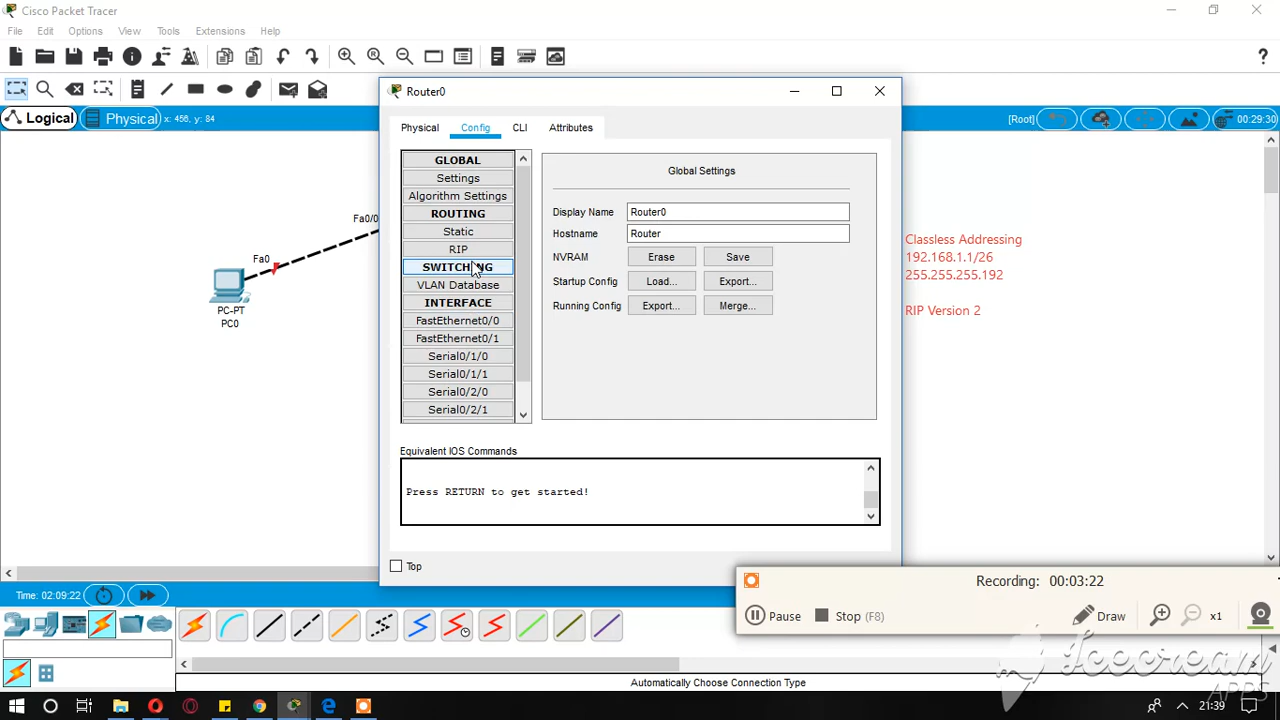 Cisco Packet Tracer
File Edit Options View Tools Extensions Help
?
Logical Physical x: 456, y: 84
[Root] 00:29:30
Router0
Physical Config CLI Attributes
GLOBAL
Settings
Algorithm Settings
ROUTING
Static
RIP
SWITCHING
VLAN Database
INTERFACE
FastEthernet0/0
FastEthernet0/1
Serial0/1/0
Serial0/1/1
Serial0/2/0
Serial0/2/1
Global Settings
Display Name Router0
Hostname Router
NVRAM Erase Save
Startup Config Load... Export...
Running Config Export... Merge...
Equivalent IOS Commands
Press RETURN to get started!
Top
Fa0/0
Fa0
PC-PT
PC0
Classless Addressing
192.168.1.1/26
255.255.255.192
RIP Version 2
Recording: 00:03:22
Pause Stop (F8) Draw x1
Icecream
APPS
Time: 02:09:22
Automatically Choose Connection Type
21:39